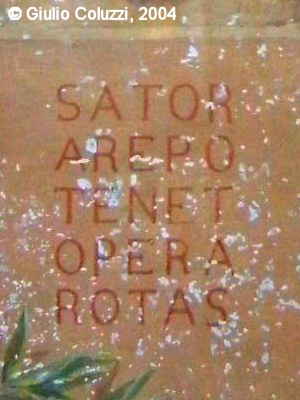 © Giulio Coluzzi, 2004
SATOR
AREPO
TENET
OPERA
ROTAS